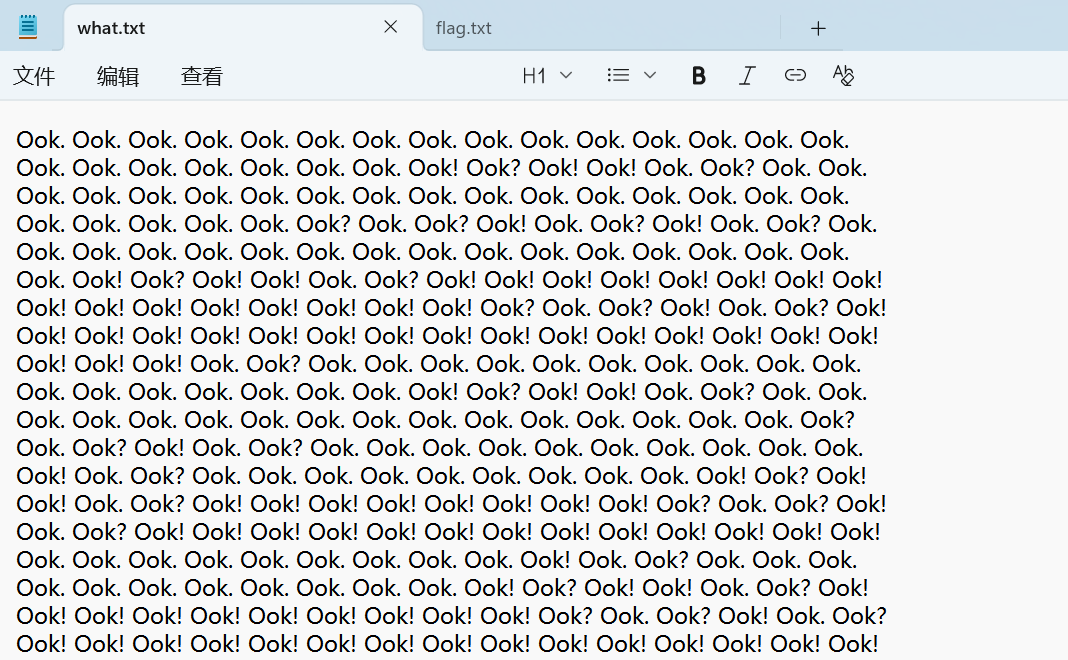 what.txt
flag.txt
文件 编辑 查看 H1 B I Ab
Ook. Ook. Ook. Ook. Ook. Ook. Ook. Ook. Ook. Ook. Ook. Ook. Ook. Ook. Ook.
Ook. Ook. Ook. Ook. Ook. Ook. Ook. Ook! Ook? Ook! Ook! Ook. Ook? Ook. Ook.
Ook. Ook. Ook. Ook. Ook. Ook. Ook. Ook. Ook. Ook. Ook. Ook. Ook. Ook. Ook.
Ook. Ook. Ook. Ook. Ook. Ook? Ook. Ook? Ook! Ook. Ook? Ook! Ook. Ook? Ook.
Ook. Ook. Ook. Ook. Ook. Ook. Ook. Ook. Ook. Ook. Ook. Ook. Ook. Ook. Ook.
Ook. Ook! Ook? Ook! Ook! Ook. Ook? Ook! Ook! Ook! Ook! Ook! Ook! Ook! Ook!
Ook! Ook! Ook! Ook! Ook! Ook! Ook! Ook! Ook? Ook. Ook? Ook! Ook. Ook? Ook!
Ook! Ook! Ook! Ook! Ook! Ook! Ook! Ook! Ook! Ook! Ook! Ook! Ook! Ook! Ook!
Ook! Ook! Ook! Ook. Ook? Ook. Ook. Ook. Ook. Ook. Ook. Ook. Ook. Ook. Ook.
Ook. Ook. Ook. Ook. Ook. Ook. Ook. Ook! Ook? Ook! Ook! Ook. Ook? Ook. Ook.
Ook. Ook. Ook. Ook. Ook. Ook. Ook. Ook. Ook. Ook. Ook. Ook. Ook. Ook. Ook?
Ook. Ook? Ook! Ook. Ook? Ook. Ook. Ook. Ook. Ook. Ook. Ook. Ook. Ook. Ook.
Ook! Ook. Ook? Ook. Ook. Ook. Ook. Ook. Ook. Ook. Ook. Ook. Ook! Ook? Ook!
Ook! Ook. Ook? Ook! Ook! Ook! Ook! Ook! Ook! Ook! Ook! Ook? Ook. Ook? Ook!
Ook. Ook? Ook! Ook! Ook! Ook! Ook! Ook! Ook! Ook! Ook! Ook! Ook! Ook! Ook!
Ook. Ook. Ook. Ook. Ook. Ook. Ook. Ook. Ook. Ook! Ook. Ook? Ook. Ook. Ook.
Ook. Ook. Ook. Ook. Ook. Ook. Ook. Ook. Ook! Ook? Ook! Ook! Ook. Ook? Ook!
Ook! Ook! Ook! Ook! Ook! Ook! Ook! Ook! Ook! Ook? Ook. Ook? Ook! Ook. Ook?
Ook! Ook! Ook! Ook! Ook! Ook! Ook! Ook! Ook! Ook! Ook! Ook! Ook! Ook! Ook!